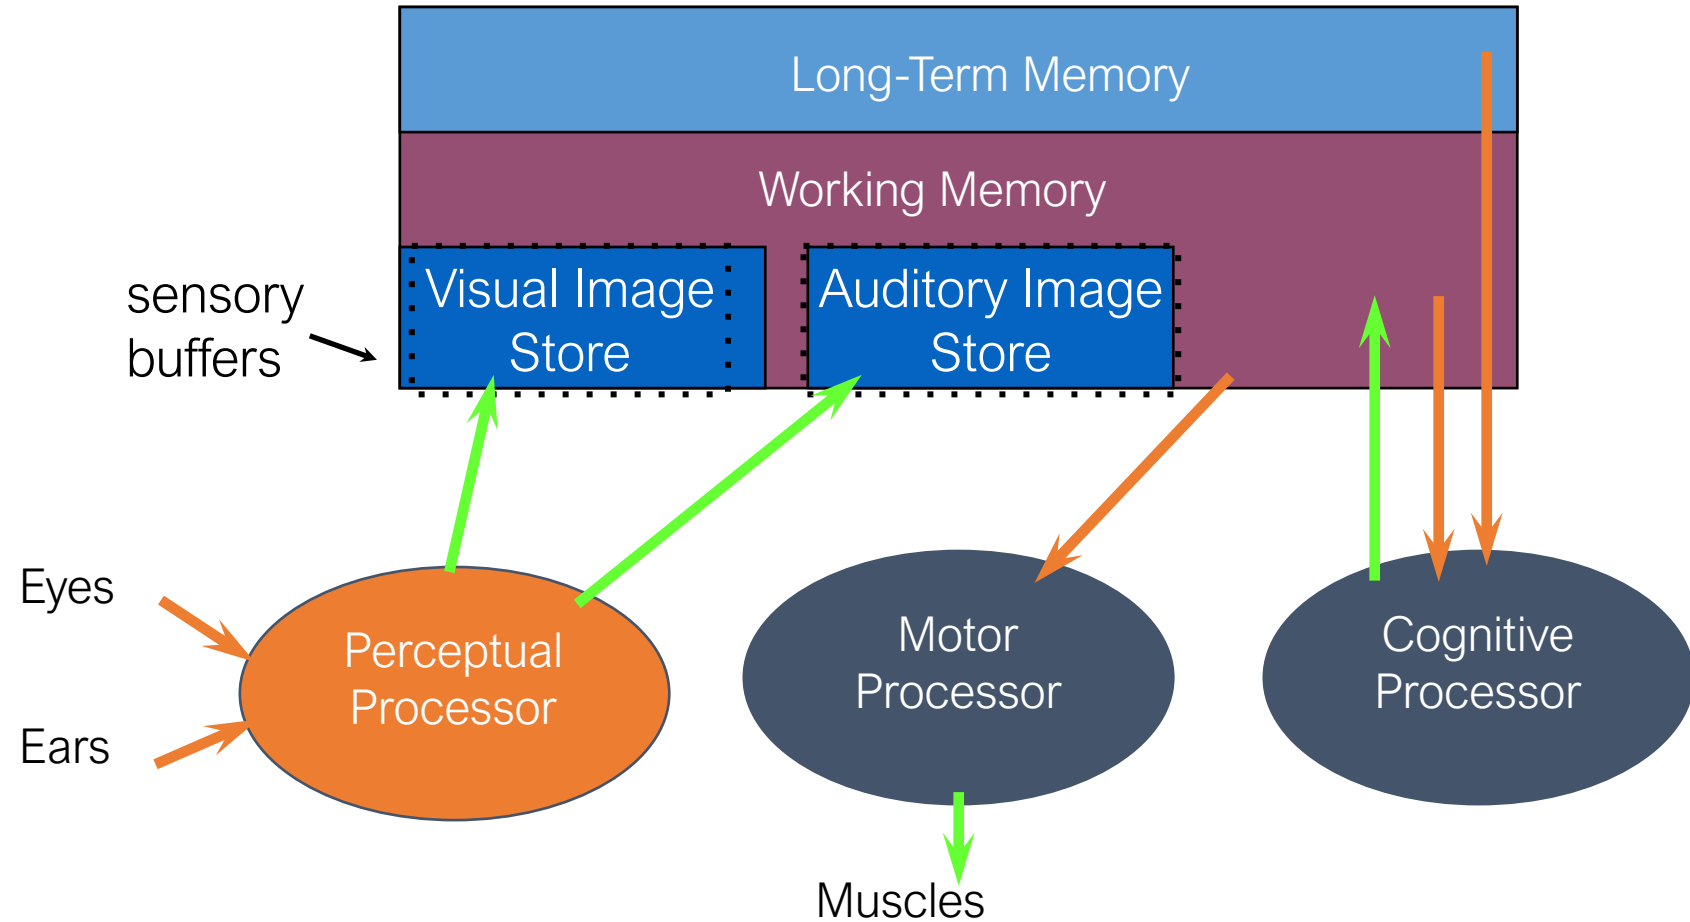 Long-Term Memory
Working Memory
sensory
buffers
Visual Image
Store
Auditory Image
Store
Eyes
Ears
Perceptual
Processor
Motor
Processor
Cognitive
Processor
Muscles